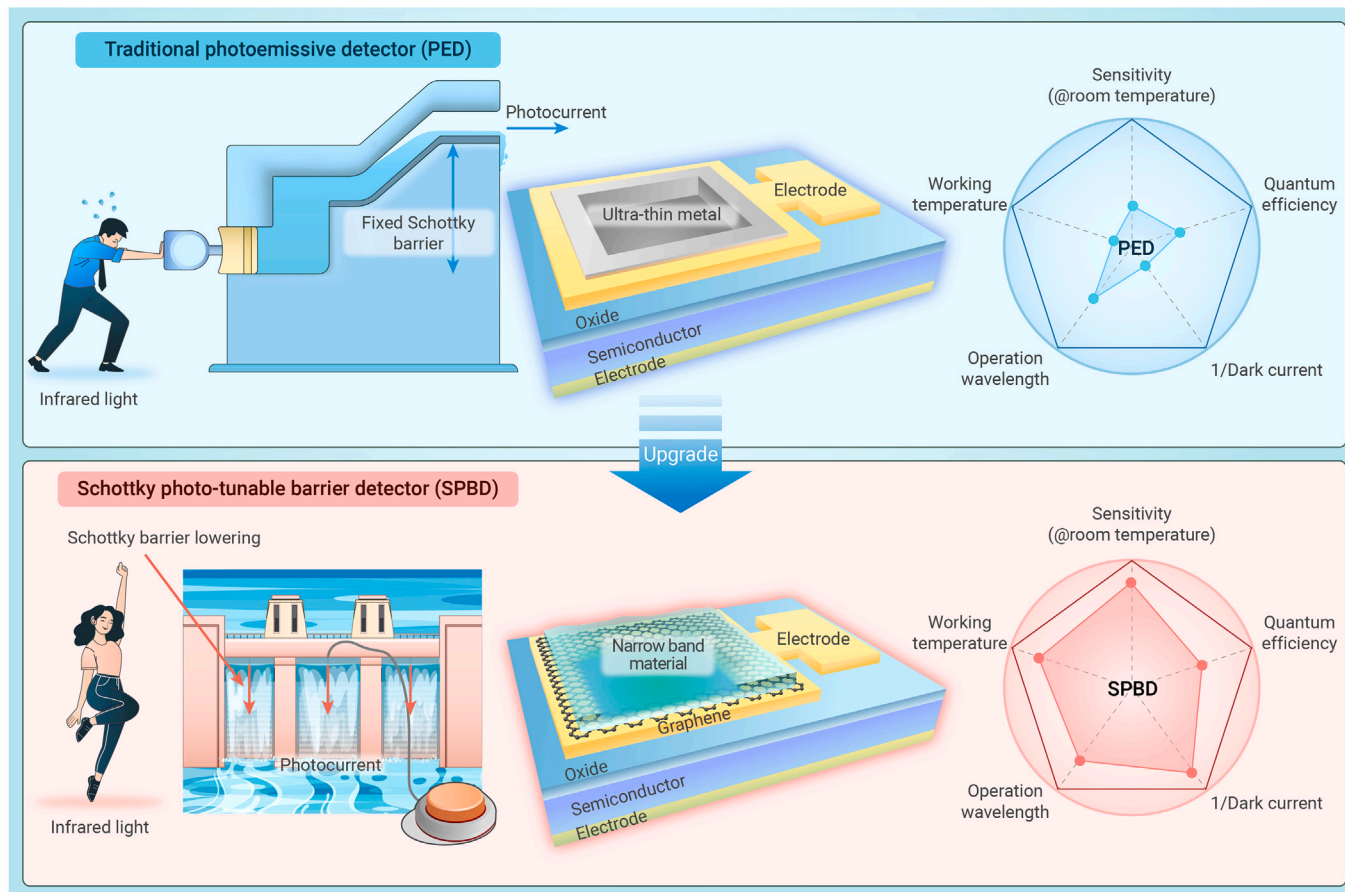 Traditional photoemissive detector (PED)
Photocurrent
Fixed Schottky
barrier
Infrared light
Ultra-thin metal
Electrode
Oxide
Semiconductor
Electrode
Sensitivity
(@room temperature)
Working
temperature
Quantum
efficiency
PED
Operation
wavelength
1/Dark current
Upgrade
Schottky photo-tunable barrier detector (SPBD)
Schottky barrier lowering
Photocurrent
Infrared light
Narrow band
material
Electrode
Graphene
Oxide
Semiconductor
Electrode
Sensitivity
(@room temperature)
Working
temperature
Quantum
efficiency
SPBD
Operation
wavelength
1/Dark current